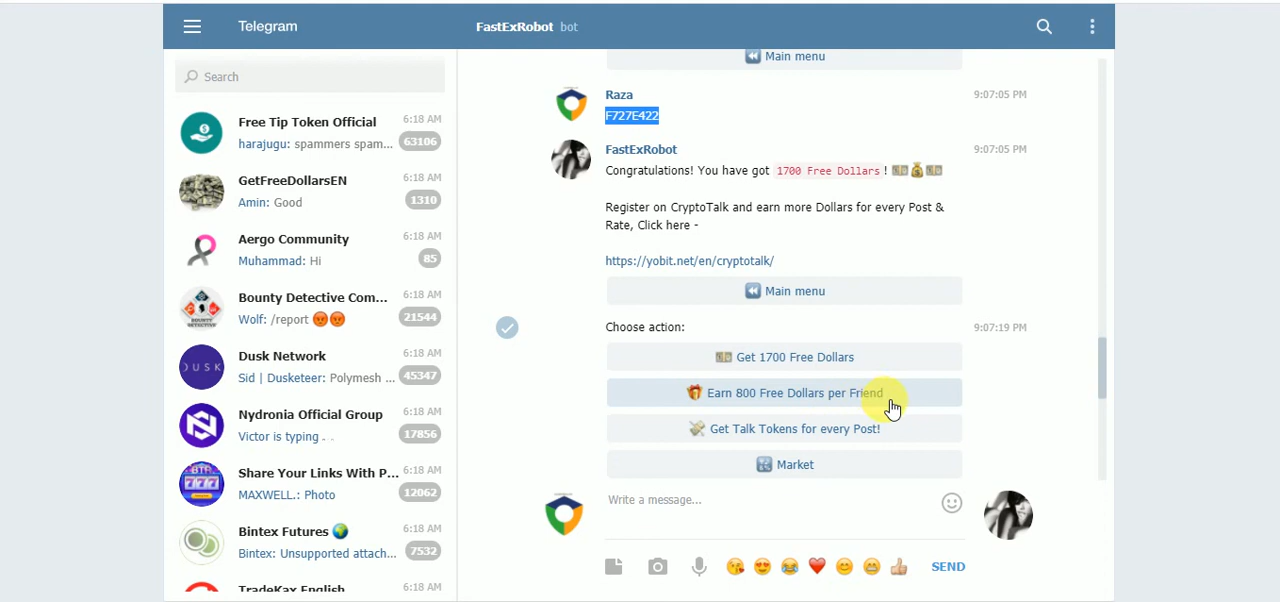 Telegram
FastExRobot bot
Search
Free Tip Token Official 6:18 AM
harajugu: spammers spam... 63106
GetFreeDollarsEN 6:18 AM
Amin: Good 1310
Aergo Community 6:18 AM
Muhammad: Hi 85
Bounty Detective Com... 6:18 AM
Wolf: /report 😡😡 21544
Dusk Network 6:18 AM
Sid | Dusketeer: Polymesh ... 45347
DUSK
Nydronia Official Group 6:18 AM
Victor is typing . . 17856
Share Your Links With P... 6:18 AM
MAXWELL.: Photo 12062
BTP
777
Bintex Futures 🌍 6:18 AM
Bintex: Unsupported attach... 7532
TradeKax English 6:18 AM
Main menu
Raza 9:07:05 PM
F727E422
FastExRobot 9:07:05 PM
Congratulations! You have got 1700 Free Dollars ! 💵💰💵
Register on CryptoTalk and earn more Dollars for every Post &
Rate, Click here -
https://yobit.net/en/cryptotalk/
Main menu
Choose action: 9:07:19 PM
Get 1700 Free Dollars
Earn 800 Free Dollars per Friend
Get Talk Tokens for every Post!
Market
Write a message...
SEND